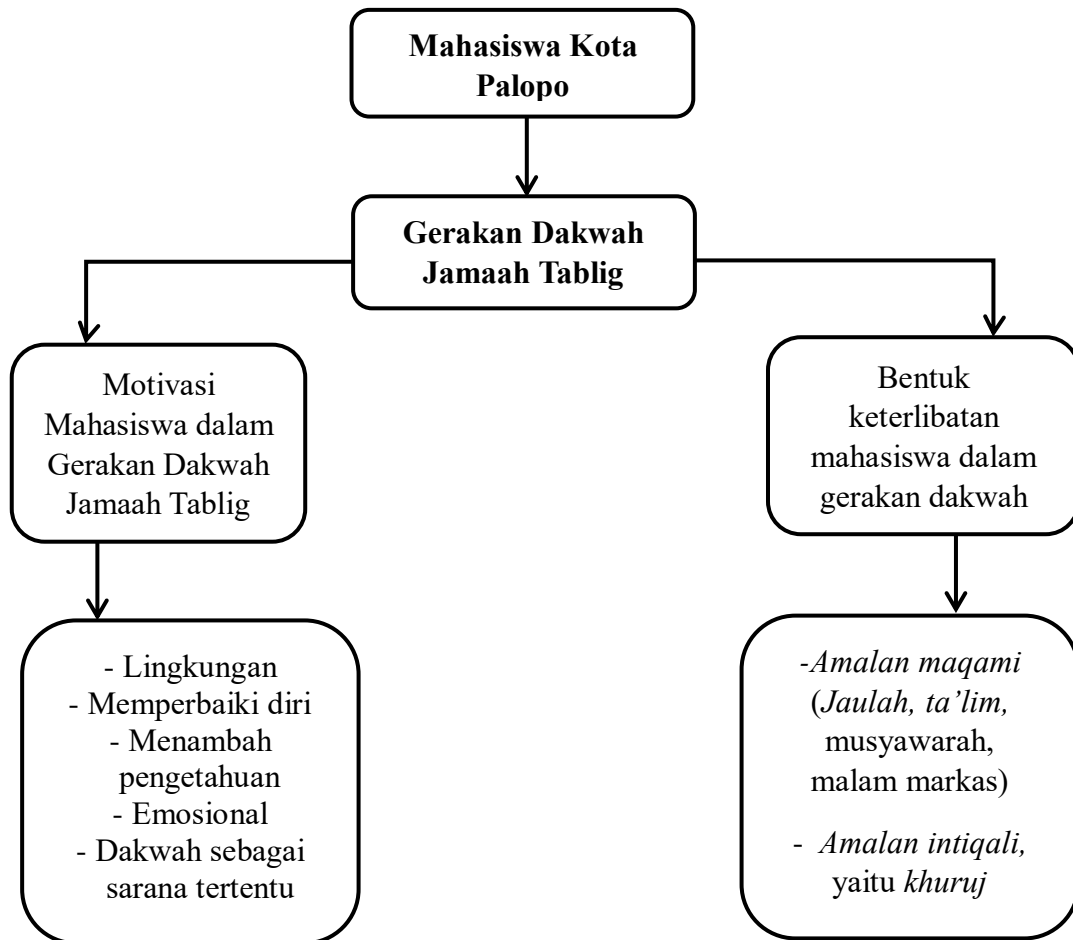 Mahasiswa Kota
Palopo
Gerakan Dakwah
Jamaah Tablig
Motivasi
Mahasiswa dalam
Gerakan Dakwah
Jamaah Tablig
Bentuk
keterlibatan
mahasiswa dalam
gerakan dakwah
- Lingkungan
- Memperbaiki diri
- Menambah
pengetahuan
- Emosional
- Dakwah sebagai
sarana tertentu
-Amalan maqami
(Jaulah, ta’lim,
musyawarah,
malam markas)
- Amalan intiqali,
yaitu khuruj